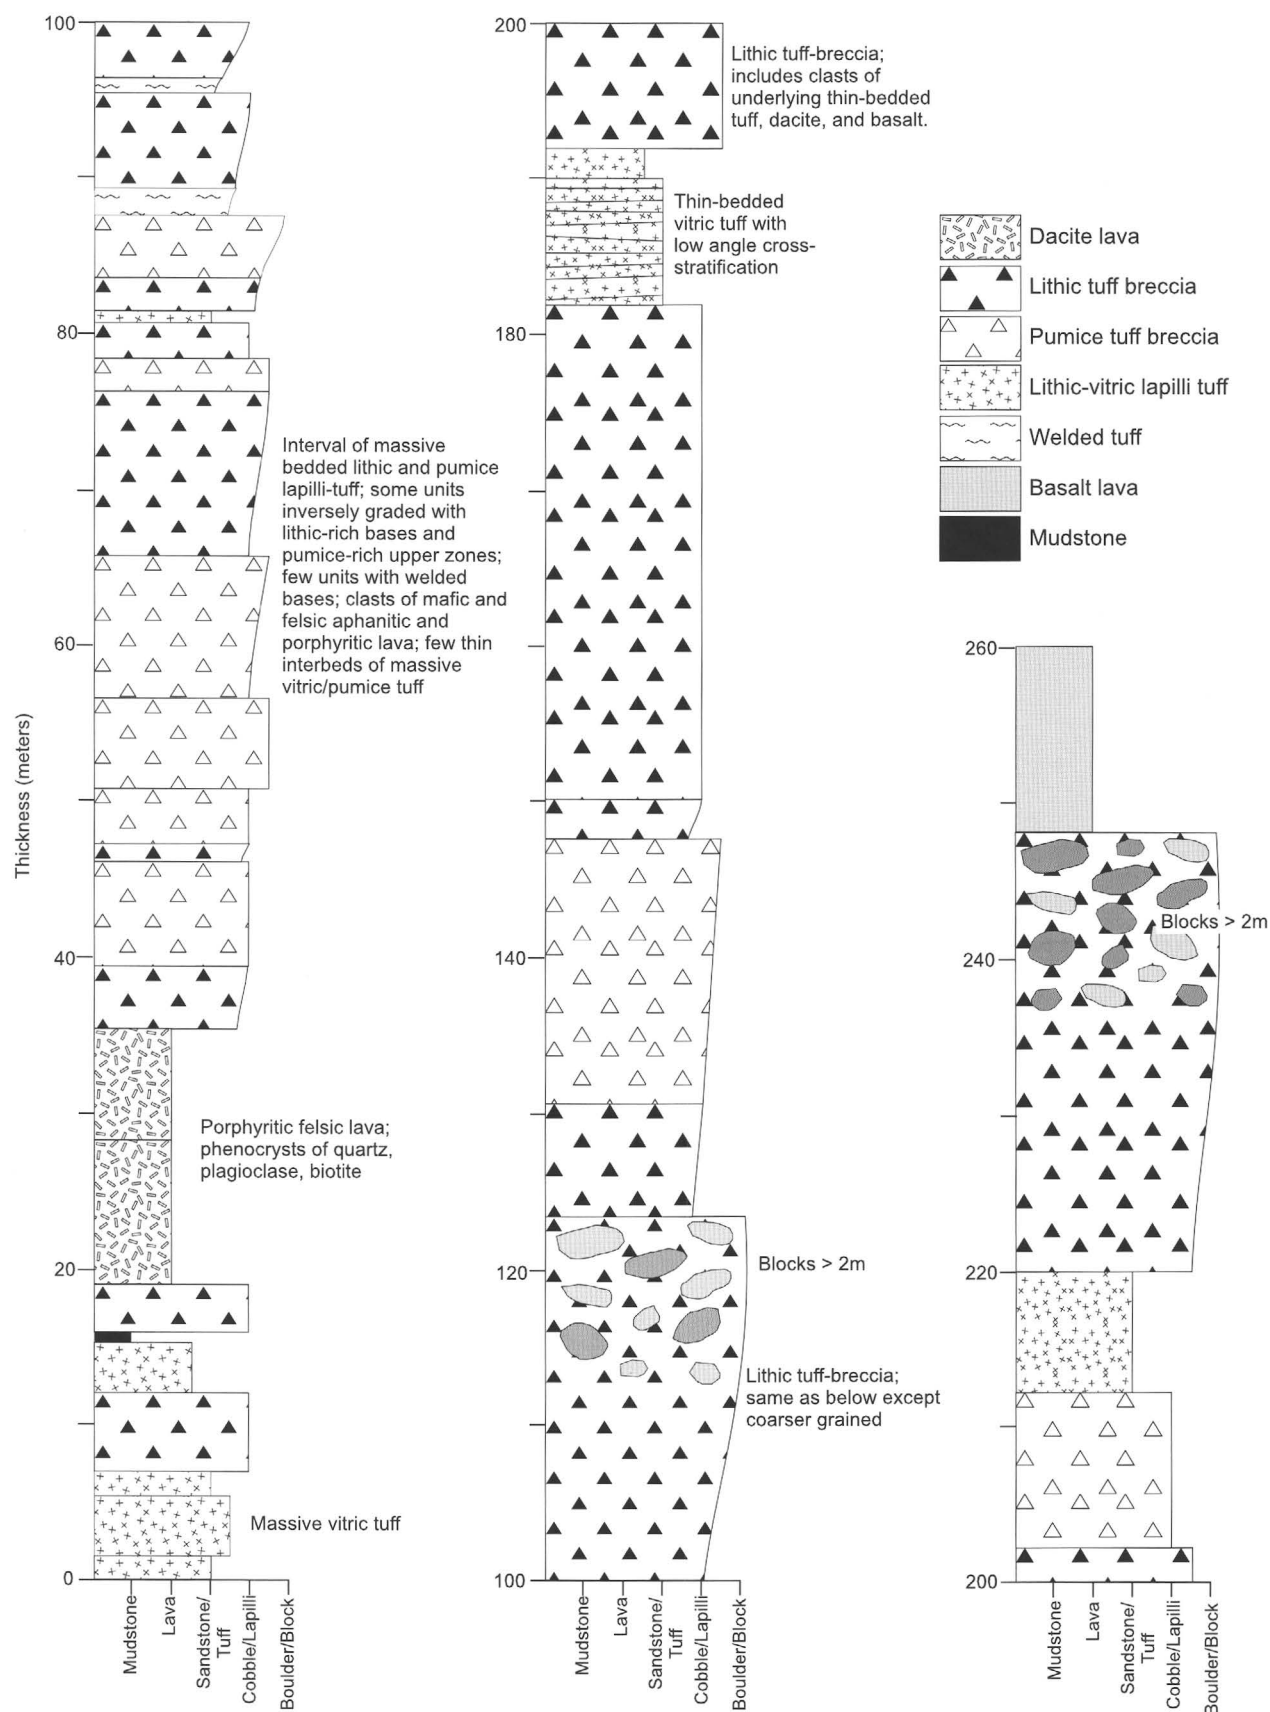 Thickness (meters)
100
80
60
40
20
0
Interval of massive
bedded lithic and pumice
lapilli-tuff; some units
inversely graded with
lithic-rich bases and
pumice-rich upper zones;
few units with welded
bases; clasts of mafic and
felsic aphanitic and
porphyritic lava; few thin
interbeds of massive
vitric/pumice tuff
Porphyritic felsic lava;
phenocrysts of quartz,
plagioclase, biotite
Massive vitric tuff
Mudstone
Lava
Sandstone/
Tuff
Cobble/Lapilli
Boulder/Block
200
180
140
120
100
Lithic tuff-breccia;
includes clasts of
underlying thin-bedded
tuff, dacite, and basalt.
Thin-bedded
vitric tuff with
low angle cross-
stratification
Blocks > 2m
Lithic tuff-breccia;
same as below except
coarser grained
Mudstone
Lava
Sandstone/
Tuff
Cobble/Lapilli
Boulder/Block
Dacite lava
Lithic tuff breccia
Pumice tuff breccia
Lithic-vitric lapilli tuff
Welded tuff
Basalt lava
Mudstone
260
240
220
200
Blocks > 2m
Mudstone
Lava
Sandstone/
Tuff
Cobble/Lapilli
Boulder/Block